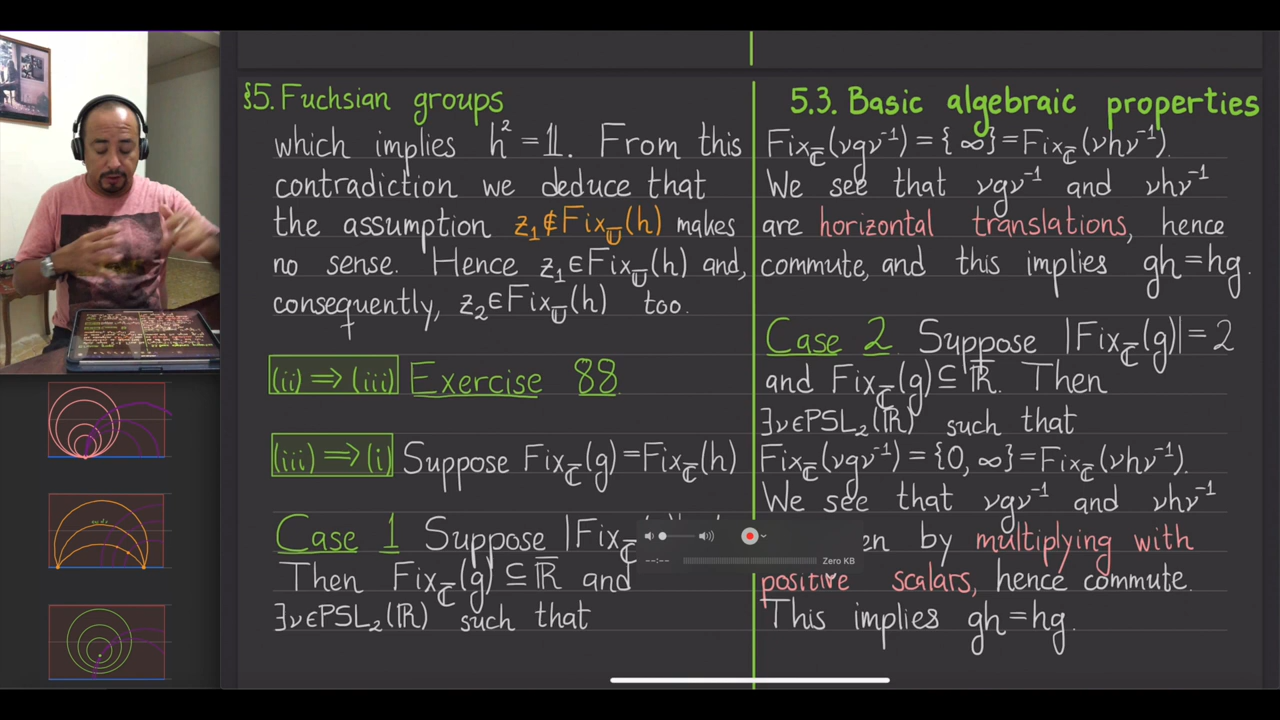 §5. Fuchsian groups
which implies h² = 𝟙. From this
contradiction we deduce that
the assumption z₁∉Fix_U̅(h) makes
no sense. Hence z₁∈Fix_U̅(h) and,
consequently, z₂∈Fix_U̅(h) too.
(ii) ⟹ (iii) Exercise 88
(iii) ⟹ (i) Suppose Fix_C̅(g) = Fix_C̅(h)
Case 1 Suppose |Fix_C̅
Then Fix_C̅(g) ⊆ R̅ and
∃ν∈PSL₂(ℝ) such that
5.3. Basic algebraic properties
Fix_C̅(νgν⁻¹) = {∞} = Fix_C̅(νhν⁻¹).
We see that νgν⁻¹ and νhν⁻¹
are horizontal translations, hence
commute, and this implies gh = hg.
Case 2 Suppose |Fix_C̅(g)| = 2
and Fix_C̅(g) ⊆ R̅. Then
∃ν∈PSL₂(ℝ) such that
Fix_C̅(νgν⁻¹) = {0, ∞} = Fix_C̅(νhν⁻¹).
We see that νgν⁻¹ and νhν⁻¹
en by multiplying with
positive scalars, hence commute.
This implies gh = hg.
--:--
Zero KB